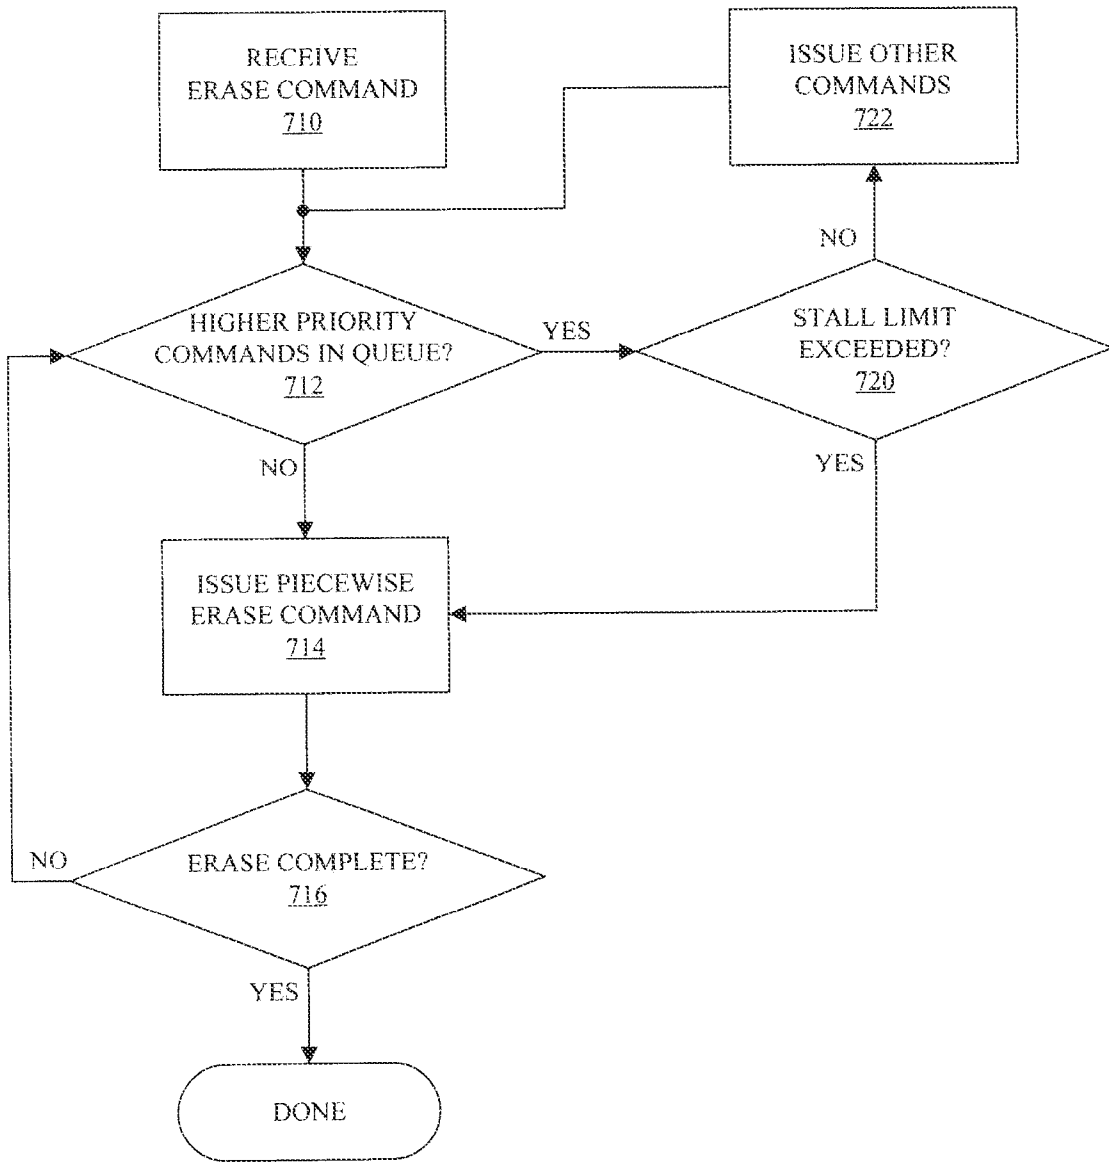 RECEIVE
ERASE COMMAND
710
ISSUE OTHER
COMMANDS
722
NO
HIGHER PRIORITY
COMMANDS IN QUEUE?
712
YES
STALL LIMIT
EXCEEDED?
720
NO
YES
ISSUE PIECEWISE
ERASE COMMAND
714
NO
ERASE COMPLETE?
716
YES
DONE